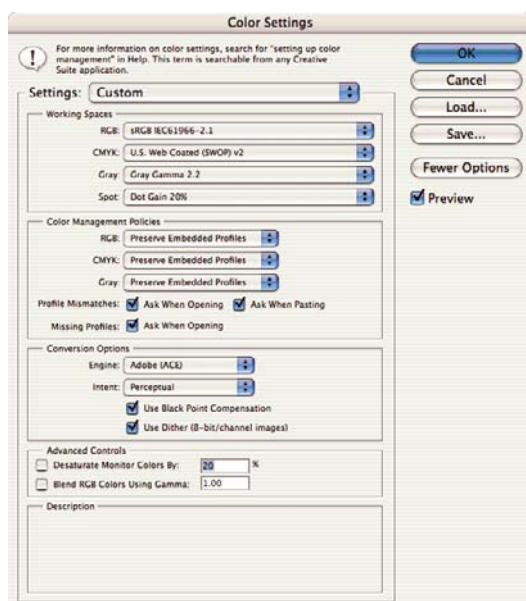 Color Settings
For more information on color settings, search for "setting up color
management" in Help. This term is searchable from any Creative
Suite application.
OK
Cancel
Load...
Save...
Fewer Options
Preview
Settings: Custom
Working Spaces
RGB: sRGB IEC61966-2.1
CMYK: U.S. Web Coated (SWOP) v2
Gray: Gray Gamma 2.2
Spot: Dot Gain 20%
Color Management Policies
RGB: Preserve Embedded Profiles
CMYK: Preserve Embedded Profiles
Gray: Preserve Embedded Profiles
Profile Mismatches: Ask When Opening Ask When Pasting
Missing Profiles: Ask When Opening
Conversion Options
Engine: Adobe (ACE)
Intent: Perceptual
Use Black Point Compensation
Use Dither (8-bit/channel images)
Advanced Controls
Desaturate Monitor Colors By: 20 %
Blend RGB Colors Using Gamma: 1.00
Description